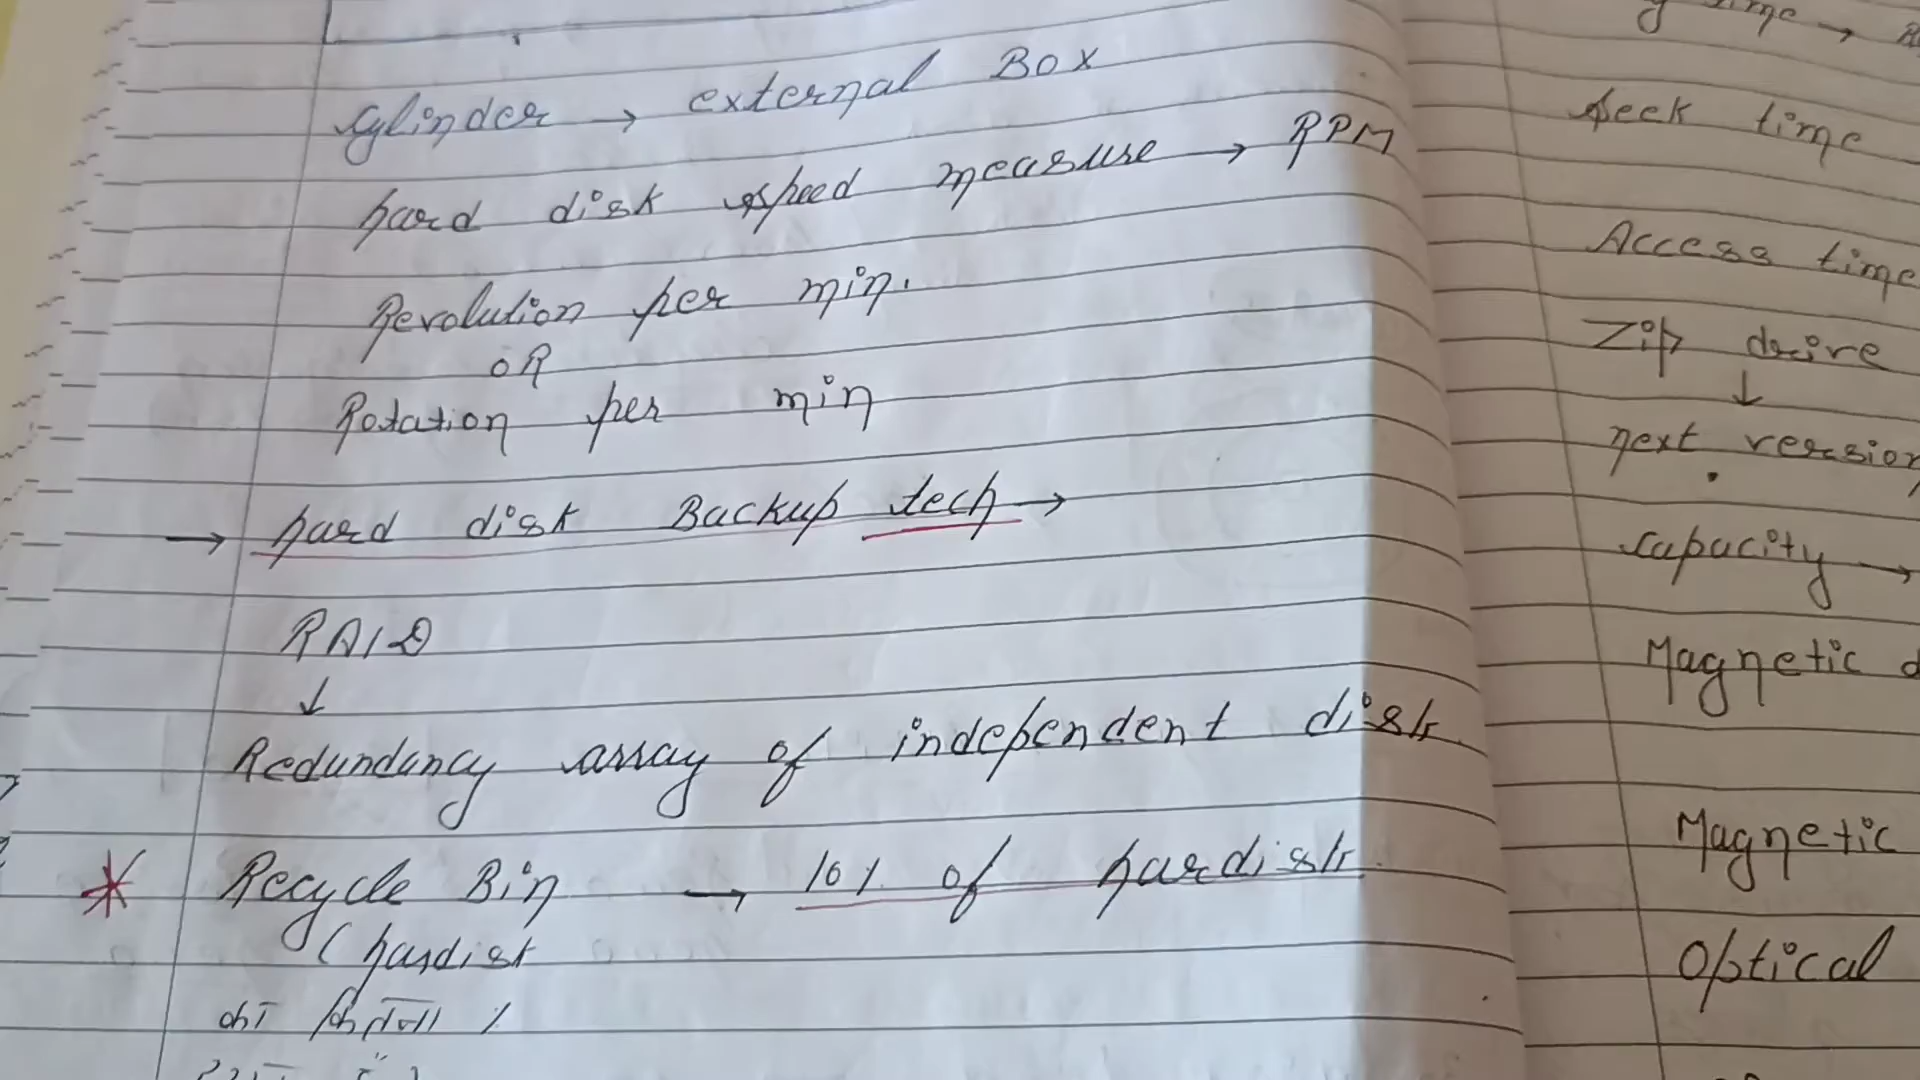 Cylinder → external Box
hard disk speed measure → RPM
Revolution per min.
OR
Rotation per min
→ hard disk Backup tech →
RAID
↓
Redundancy array of independent disk
* Recycle Bin → 10% of hardisk
( hardisk
का कितना %
time →
seek time
Access time
Zip drive
↓
next version
capacity →
Magnetic
Magnetic
Optical